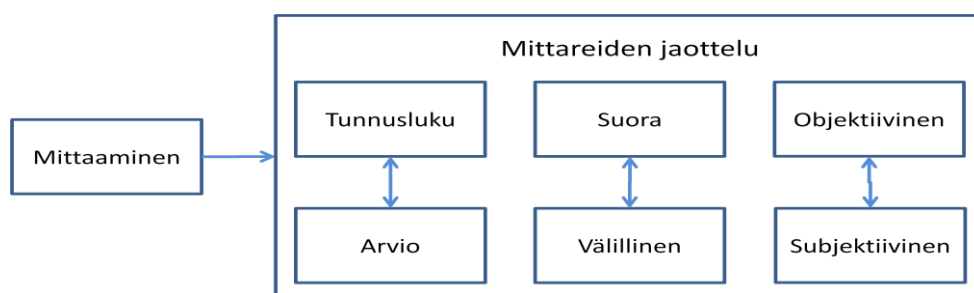 Mittareiden jaottelu
Mittaaminen
Tunnusluku
Suora
Objektiivinen
Arvio
Välillinen
Subjektiivinen